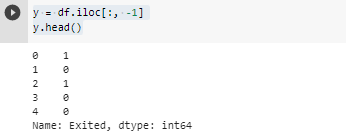 y = df.iloc[:, -1]
y.head()
0    1
1    0
2    1
3    0
4    0
Name: Exited, dtype: int64